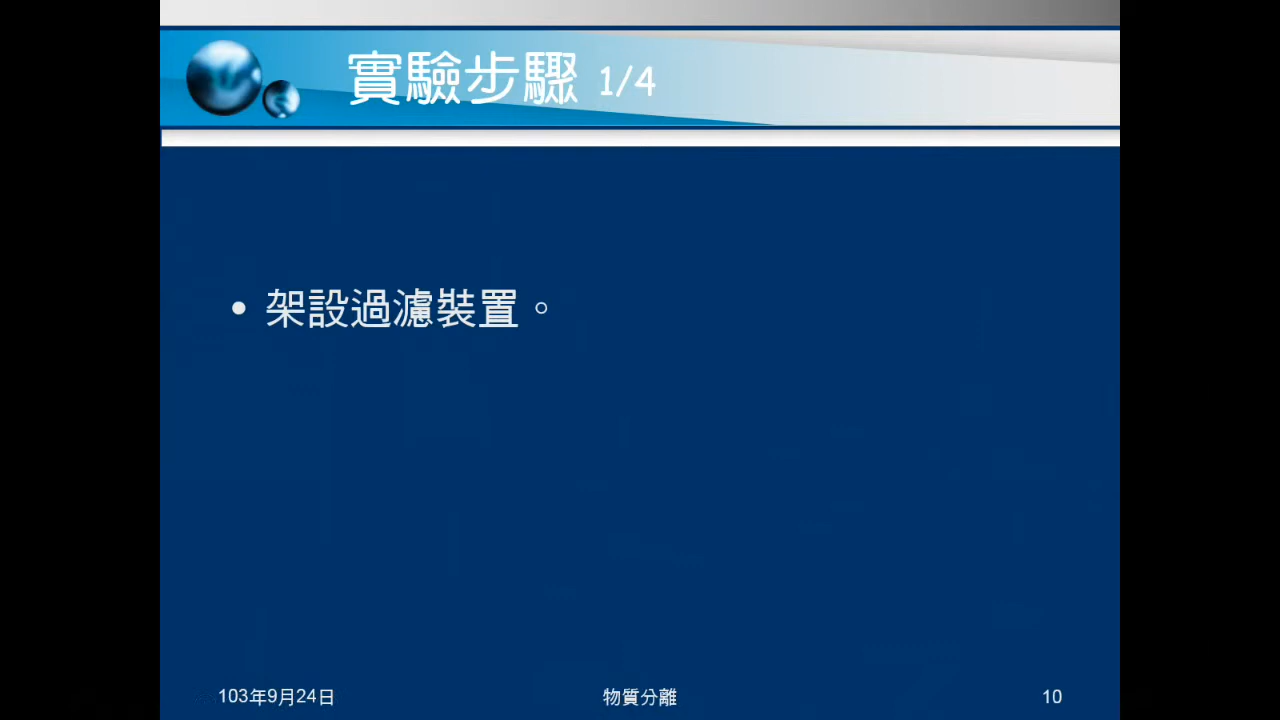 實驗步驟 1/4
• 架設過濾裝置。
103年9月24日
物質分離
10